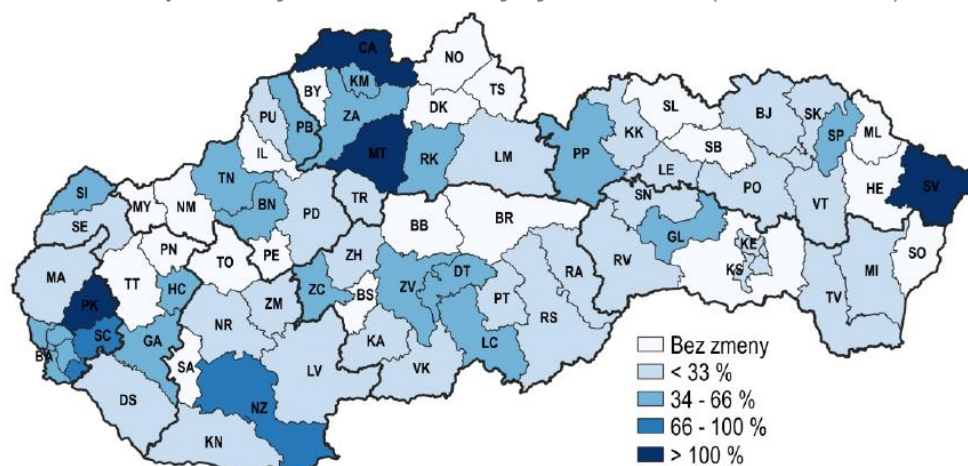 CA
NO
KM
BY
TS
DK
ZA
PU
PB
SL
BJ
SK
SP
ML
KK
IL
MT
RK
LM
PP
SB
HE
SV
LE
TN
PO
VT
SI
BN
TR
SN
MY
NM
PD
BB
BR
SE
GL
KE
SO
PN
PE
TO
ZH
RV
MA
DT
KS
MI
TT
HC
ZC
BS
ZV
RA
PK
ZM
PT
TV
NR
SC
GA
KA
RS
LC
BA
SA
LV
VK
DS
NZ
KN
Bez zmeny
< 33 %
34 - 66 %
66 - 100 %
> 100 %